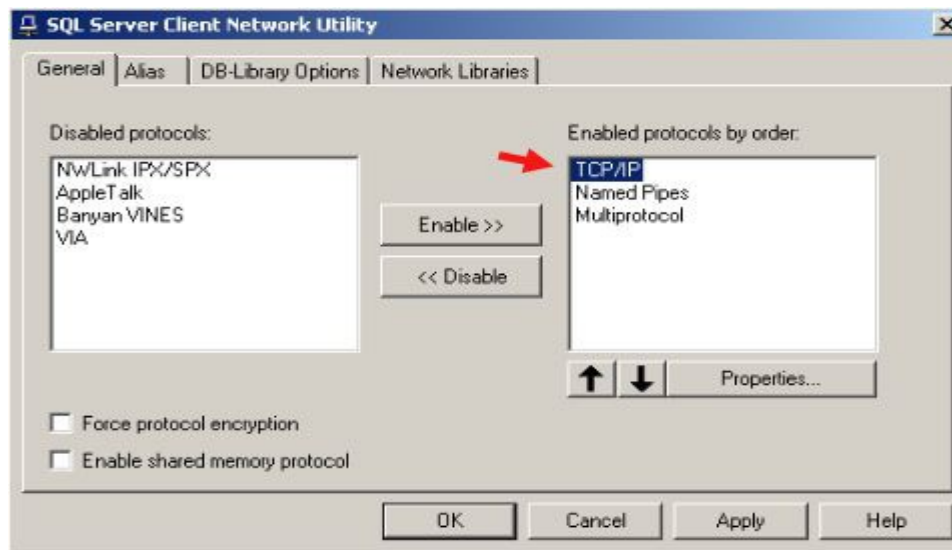 SQL Server Client Network Utility
General
Alias
DB-Library Options
Network Libraries
Disabled protocols:
NWLink IPX/SPX
AppleTalk
Banyan VINES
VIA
Enable >>
<< Disable
Enabled protocols by order:
TCP/IP
Named Pipes
Multiprotocol
Properties...
Force protocol encryption
Enable shared memory protocol
OK
Cancel
Apply
Help